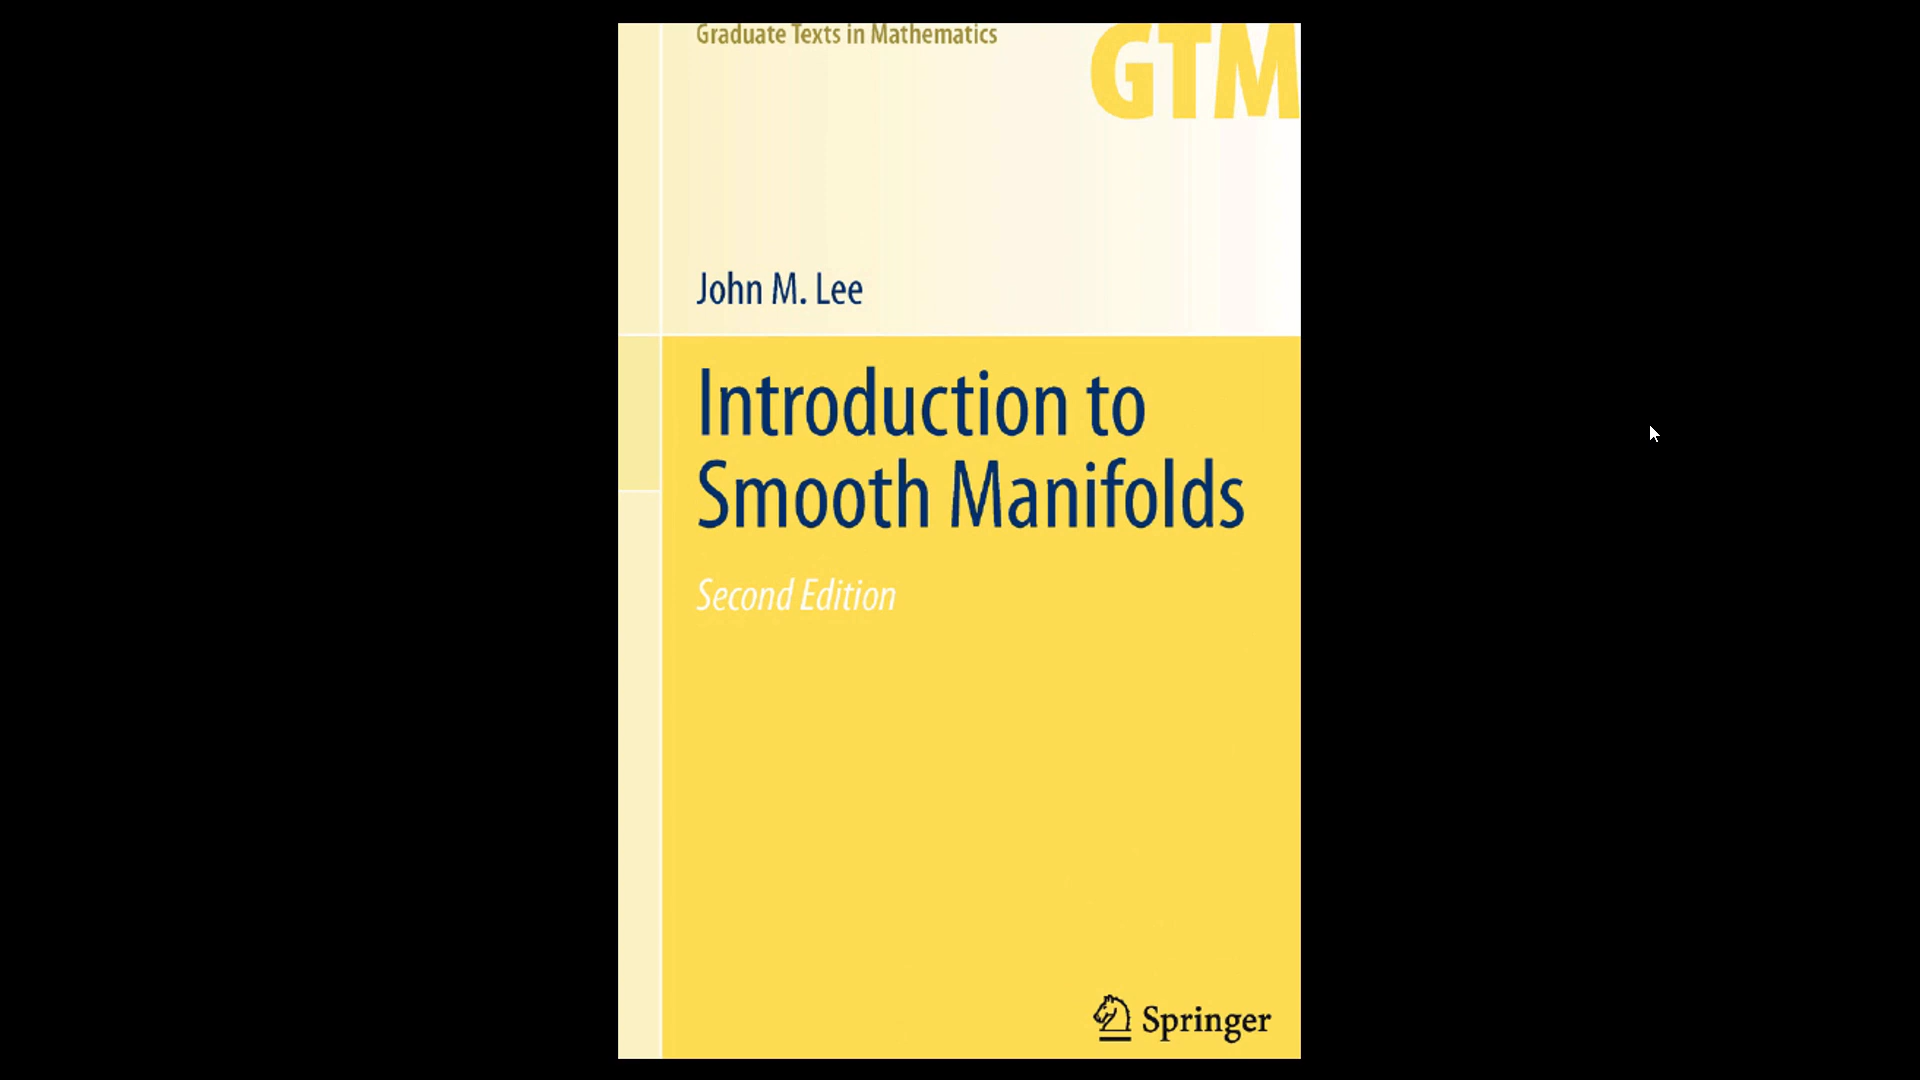 Graduate Texts in Mathematics
GTM
John M. Lee
Introduction to
Smooth Manifolds
Second Edition
Springer